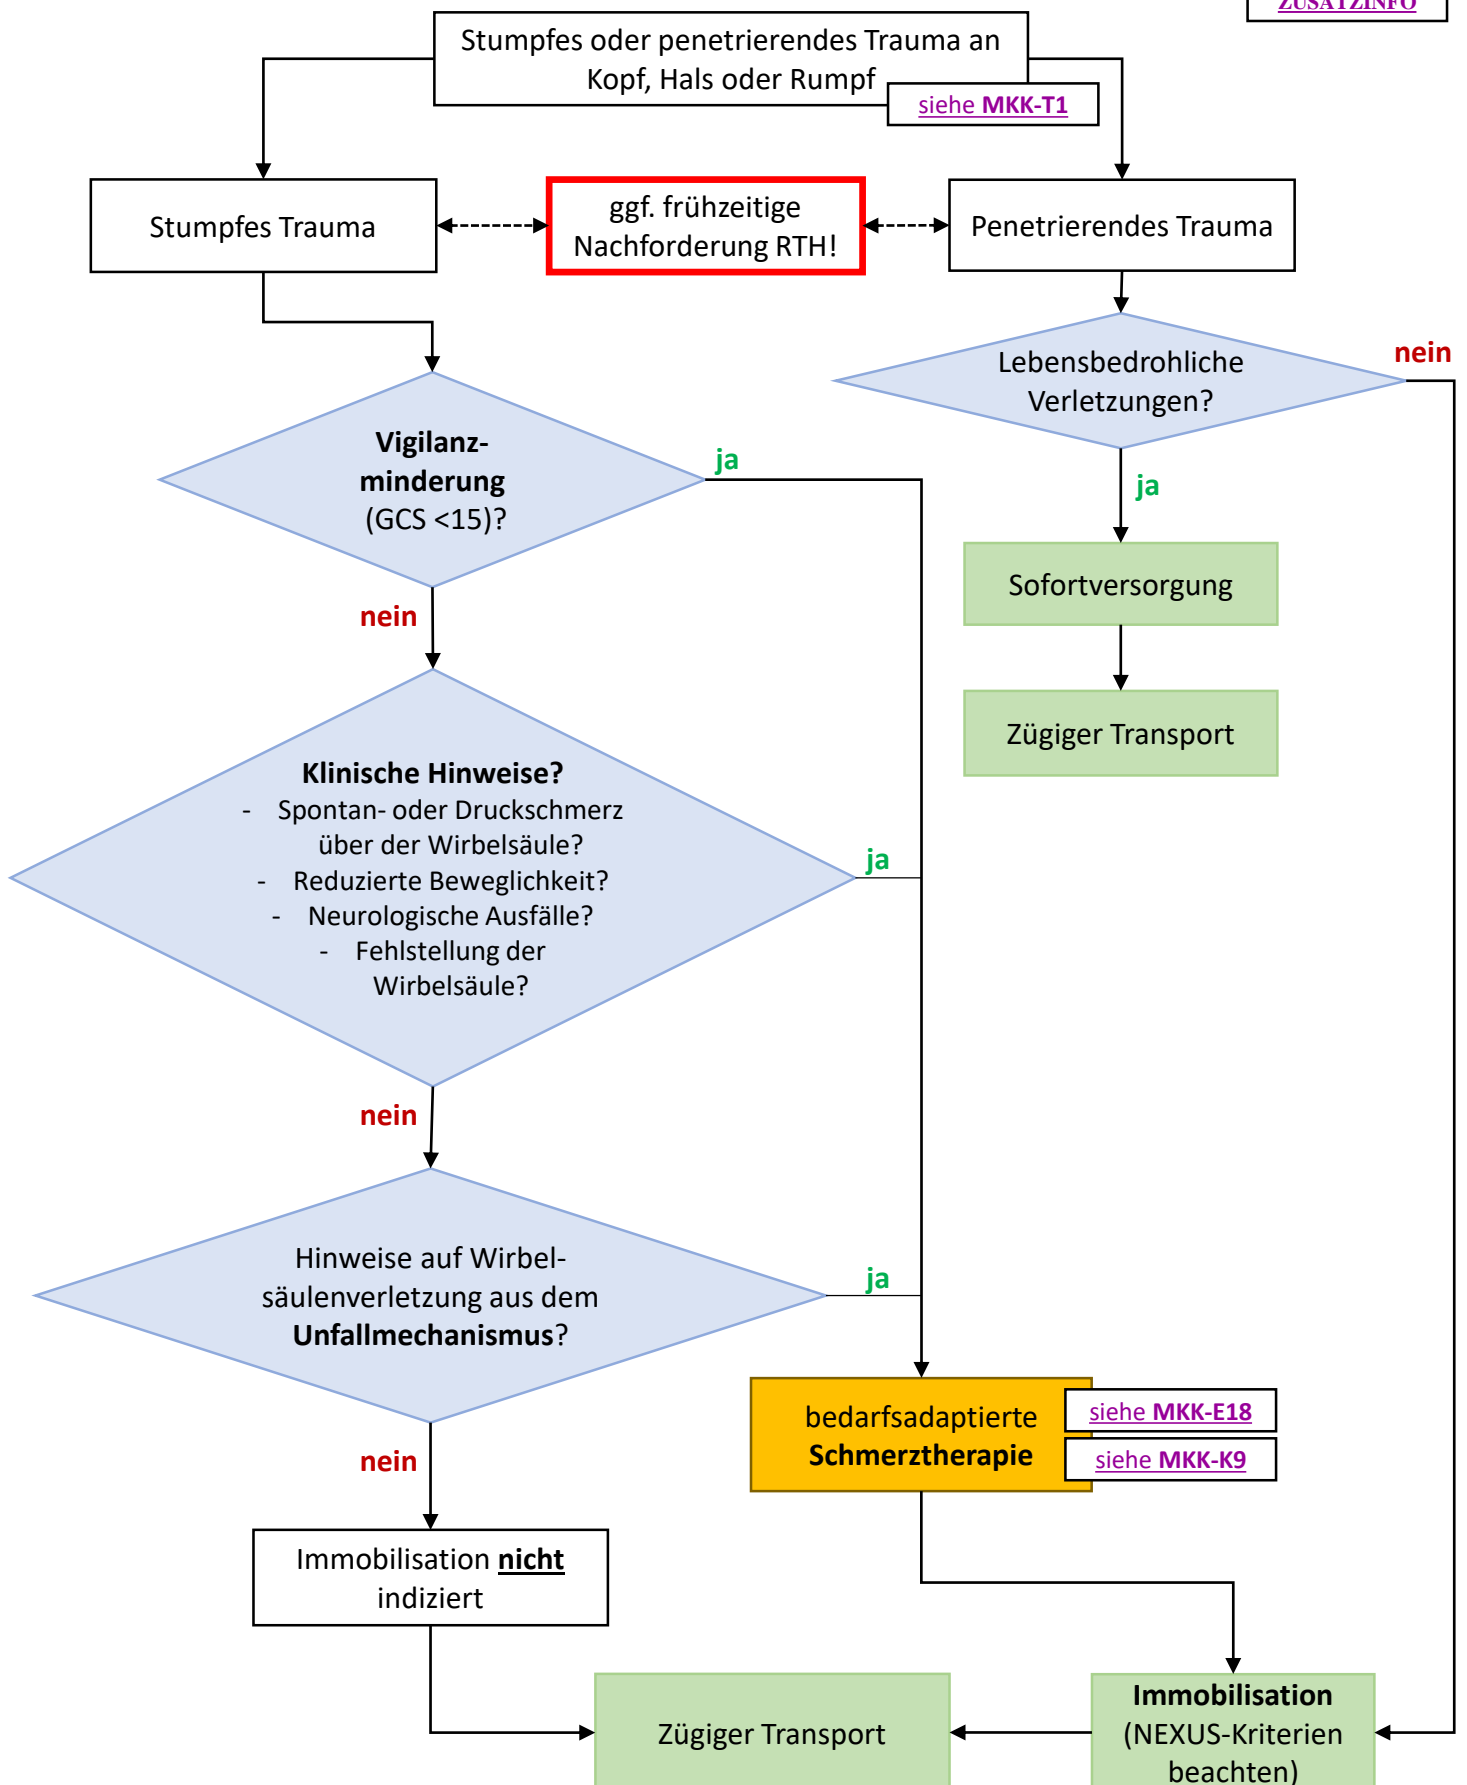 ZUSATZINFO
Stumpfes oder penetrierendes Trauma an
Kopf, Hals oder Rumpf
siehe MKK-T1
Stumpfes Trauma
ggf. frühzeitige
Nachforderung RTH!
Penetrierendes Trauma
Lebensbedrohliche
Verletzungen?
nein
ja
Sofortversorgung
Zügiger Transport
Vigilanz-
minderung
(GCS <15)?
ja
nein
Klinische Hinweise?
- Spontan- oder Druckschmerz
über der Wirbelsäule?
- Reduzierte Beweglichkeit?
- Neurologische Ausfälle?
- Fehlstellung der
Wirbelsäule?
ja
nein
Hinweise auf Wirbel-
säulenverletzung aus dem
Unfallmechanismus?
ja
nein
bedarfsadaptierte
Schmerztherapie
siehe MKK-E18
siehe MKK-K9
Immobilisation nicht
indiziert
Zügiger Transport
Immobilisation
(NEXUS-Kriterien
beachten)